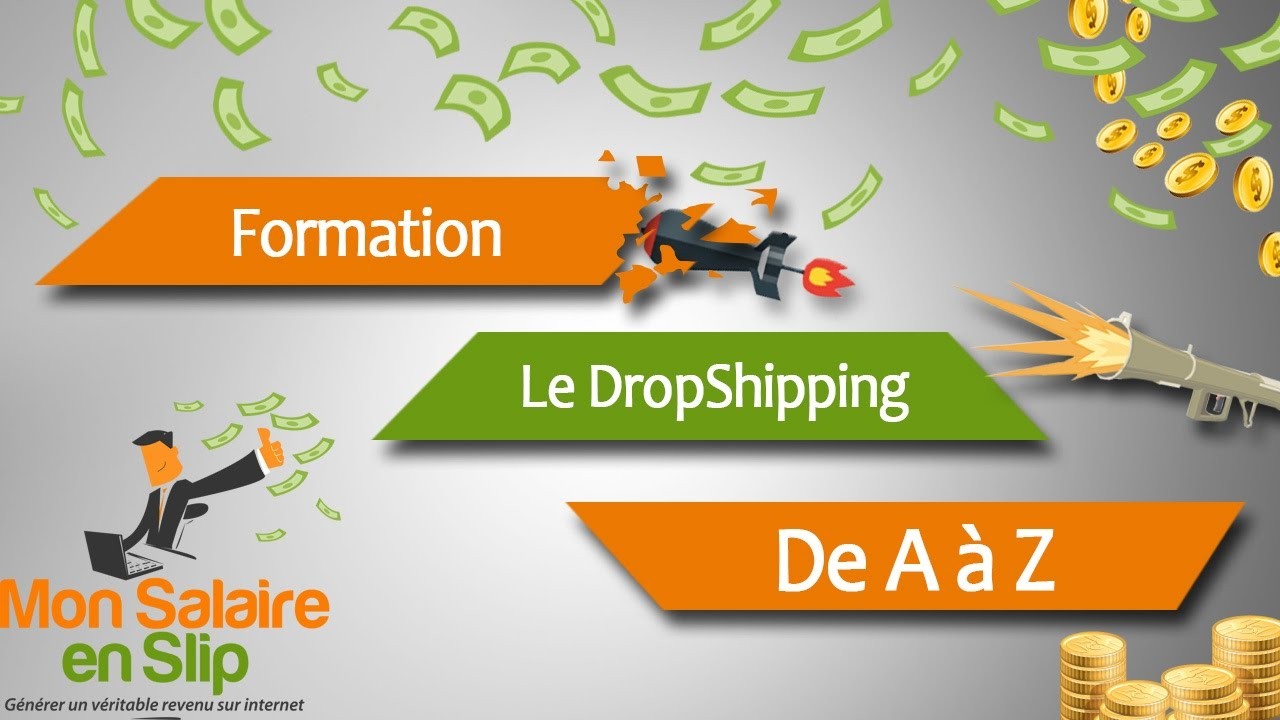 Formation
Le DropShipping
De A à Z
Mon Salaire
en Slip
Générer un véritable revenu sur internet